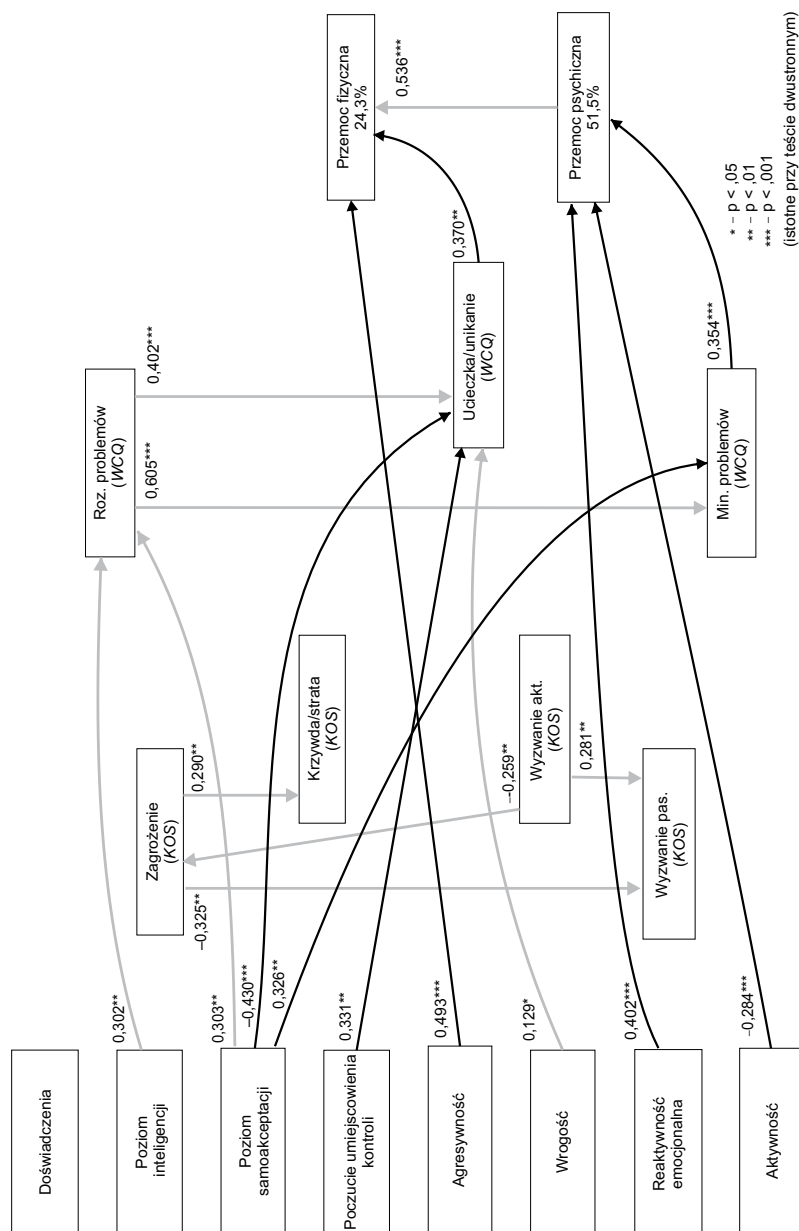 Doświadczenia
Poziom
inteligencji
Poziom
samoakceptacji
Poczucie umiejscowienia
kontroli
Agresywność
Wrogość
Reaktywność
emocjonalna
Aktywność
0,302**
0,303**
–0,430***
0,326**
0,331**
0,493***
0,129*
0,402***
–0,284***
Zagrożenie
(KOS)
–0,325**
0,290**
Krzywda/strata
(KOS)
Wyzwanie akt.
(KOS)
–-0,259**
0,281**
Wyzwanie pas.
(KOS)
Roz. problemów
(WCQ)
0,605***
0,402***
Ucieczka/unikanie
(WCQ)
0,370**
Min. problemów
(WCQ)
0,354***
Przemoc fizyczna
24,3%
0,536***
Przemoc psychiczna
51,5%
* – p < ,05
** – p < ,01
*** – p < ,001
(istotne przy teście dwustronnym)